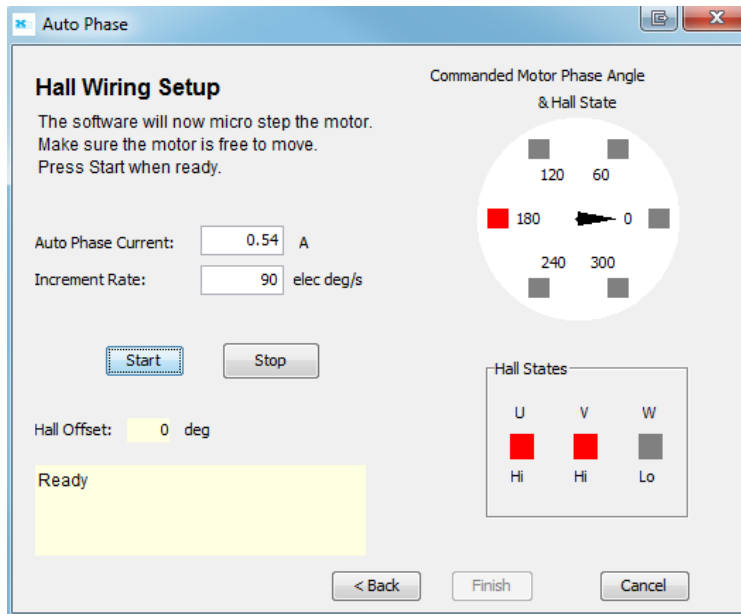 Auto Phase
Hall Wiring Setup
The software will now micro step the motor.
Make sure the motor is free to move.
Press Start when ready.
Auto Phase Current: 0.54 A
Increment Rate: 90 elec deg/s
Start Stop
Hall Offset: 0 deg
Ready
Commanded Motor Phase Angle
& Hall State
120 60
180 0
240 300
Hall States
U V W
Hi Hi Lo
< Back Finish Cancel